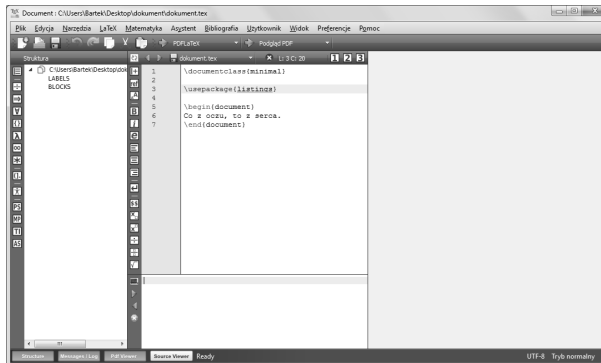 Document : C:\Users\Bartek\Desktop\dokument\dokument.tex
Plik Edycja Narzędzia LaTeX Matematyka Asystent Bibliografia Użytkownik Widok Preferencje Pomoc
PDFLaTeX Podgląd PDF
Struktura dokument.tex L: 3 C: 20 1 2 3
C:\Users\Bartek\Desktop\dok
LABELS
BLOCKS
1 \documentclass{minimal}
2
3 \usepackage{listings}
4
5 \begin{document}
6 Co z oczu, to z serca.
7 \end{document}
Structure Messages / Log Pdf Viewer Source Viewer Ready UTF-8 Tryb normalny